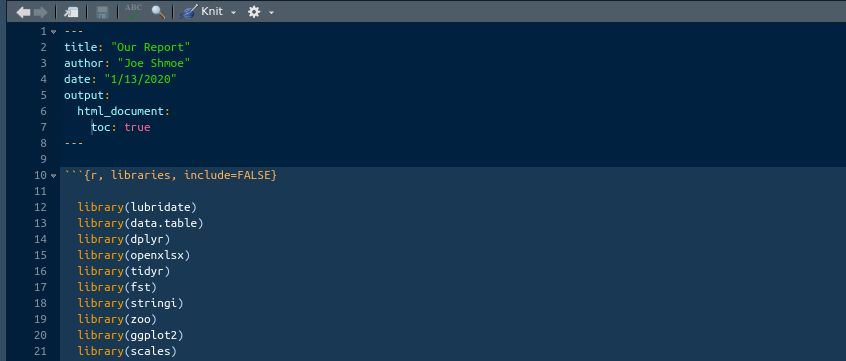 ABC
Knit
1 ---
2 title: "Our Report"
3 author: "Joe Shmoe"
4 date: "1/13/2020"
5 output:
6   html_document:
7     toc: true
8 ---
9
10 ```{r, libraries, include=FALSE}
11
12   library(lubridate)
13   library(data.table)
14   library(dplyr)
15   library(openxlsx)
16   library(tidyr)
17   library(fst)
18   library(stringi)
19   library(zoo)
20   library(ggplot2)
21   library(scales)